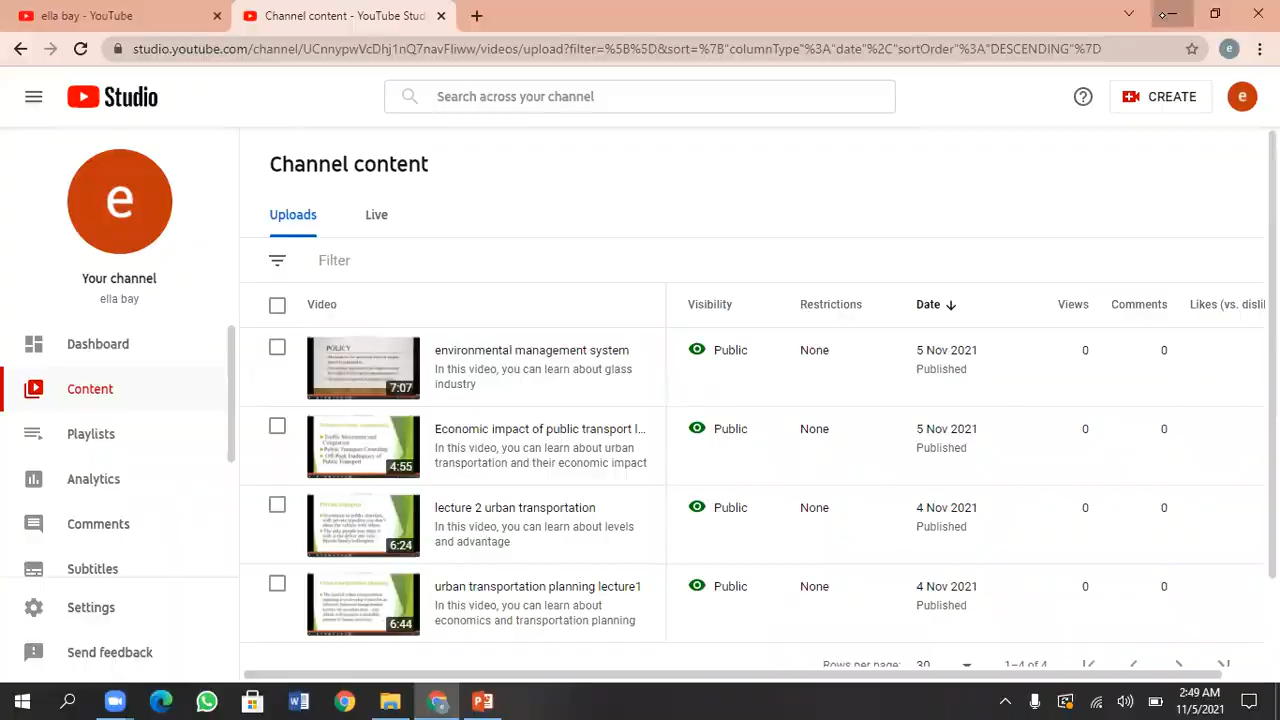 ella bay - YouTube
Channel content - YouTube Stud
studio.youtube.com/channel/UCnnypwVcDhj1nQ7navFliww/videos/upload?filter=%5B%5D&sort=%7B"columnType"%3A"date"%2C"sortOrder"%3A"DESCENDING"%7D
e
Studio
Search across your channel
CREATE
e
e
Your channel
ella bay
Dashboard
Content
Playlists
Analytics
Comments
Subtitles
Settings
Send feedback
Channel content
Uploads
Live
Filter
Video
Visibility
Restrictions
Date
Views
Comments
Likes (vs. disli
POLICY
7:07
environmental management system
In this video, you can learn about glass
industry
Public
None
5 Nov 2021
Published
0
0
4:55
Economic impact of public transport I...
In this video, you can learn about urban
transportation and their economic impact
Public
None
5 Nov 2021
Published
0
0
6:24
lecture 2 urban transportation
In this video, you can learn about levels
and advantage
Public
None
4 Nov 2021
Published
0
0
6:44
urban transportation planning
In this video, you can learn about
economics and transportation planning
Public
None
4 Nov 2021
Published
0
0
Rows per page:
30
1–4 of 4
2:49 AM
11/5/2021